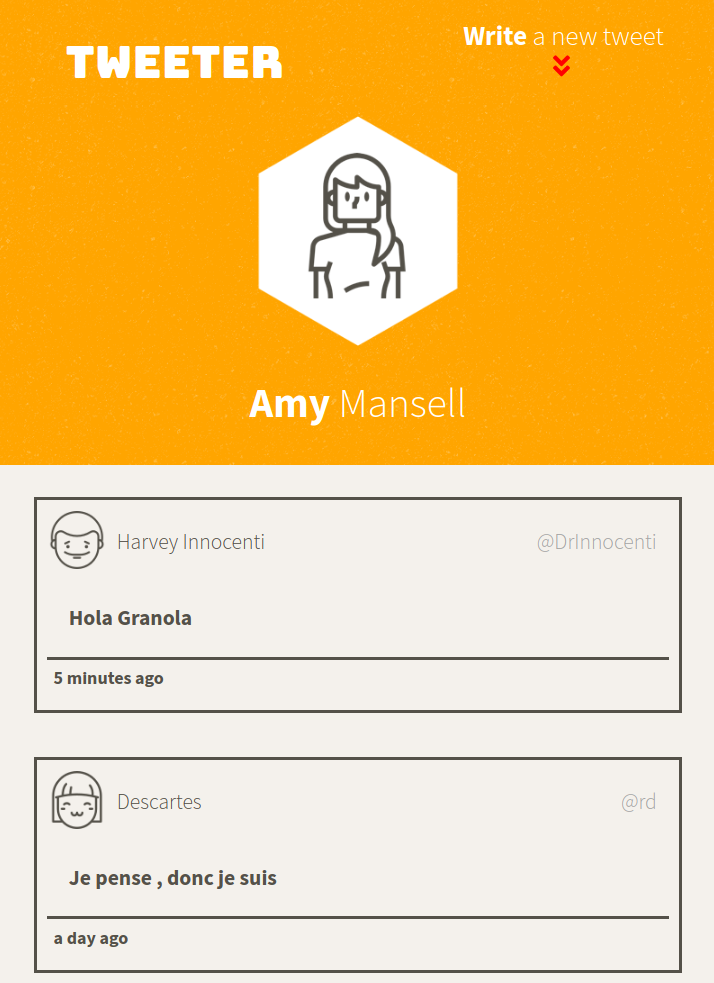 TWEETER
Write a new tweet
Amy Mansell
Harvey Innocenti @DrInnocenti
Hola Granola
5 minutes ago
Descartes @rd
Je pense , donc je suis
a day ago